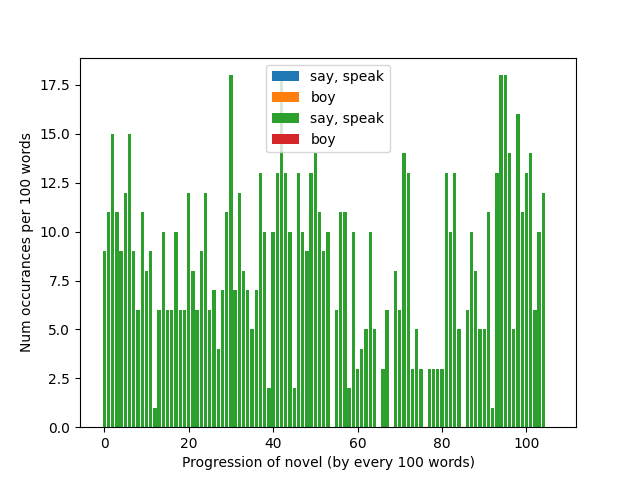 say, speak
boy
say, speak
boy
17.5
15.0
12.5
10.0
7.5
5.0
2.5
0.0
Num occurances per 100 words
0 20 40 60 80 100
Progression of novel (by every 100 words)